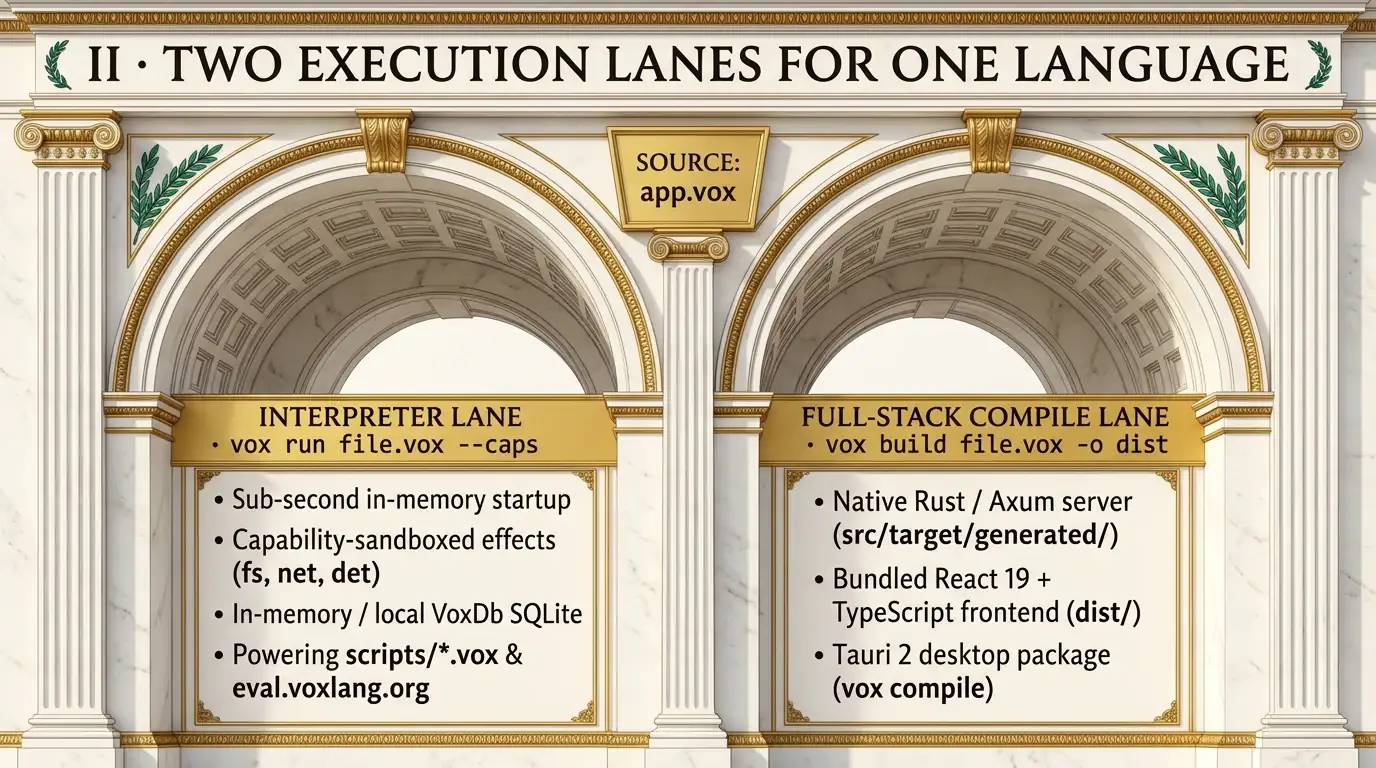 II · TWO EXECUTION LANES FOR ONE LANGUAGE
SOURCE:
app.vox
INTERPRETER LANE
· vox run file.vox --caps
• Sub-second in-memory startup
• Capability-sandboxed effects
(fs, net, det)
• In-memory / local VoxDb SQLite
• Powering scripts/*.vox &
eval.voxlang.org
FULL-STACK COMPILE LANE
· vox build file.vox -o dist
• Native Rust / Axum server
(src/target/generated/)
• Bundled React 19 +
TypeScript frontend (dist/)
• Tauri 2 desktop package
(vox compile)